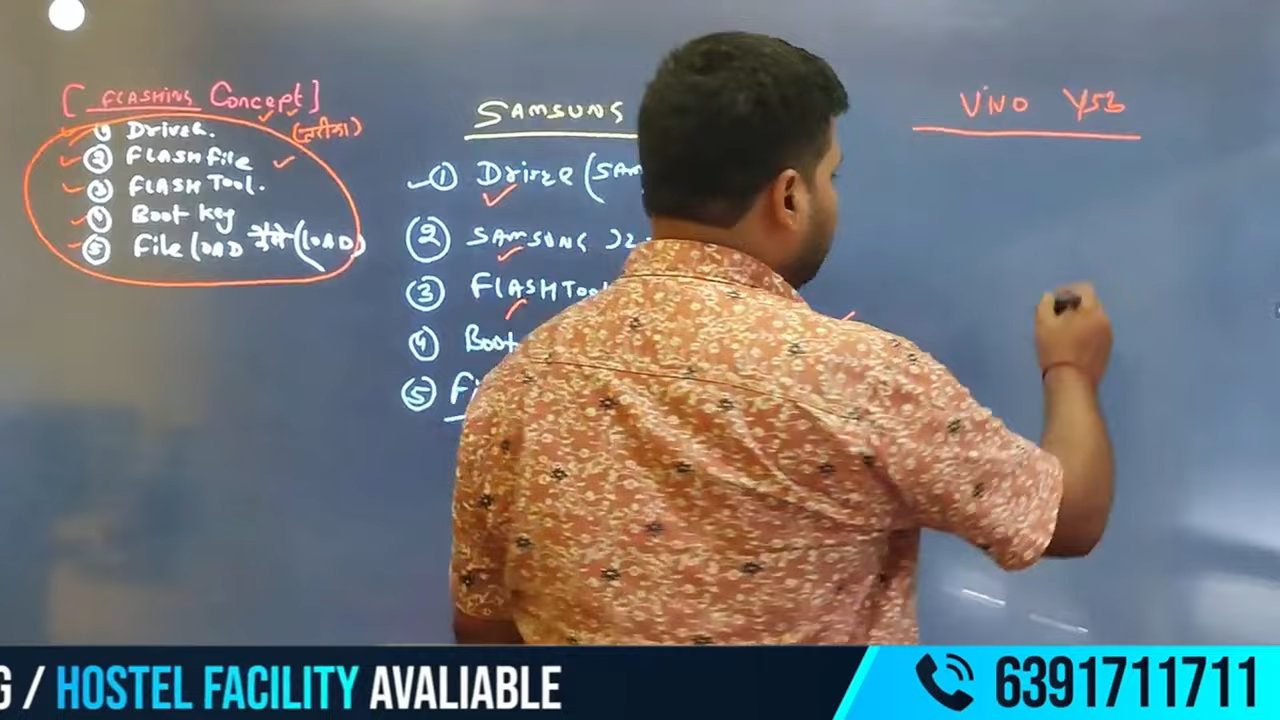 [ FLASHING Concept ]
① Driver. (तरीका)
② FLASH file
③ FLASH Tool.
④ Boot key
⑤ File LOAD (LOAD)
SAMSUNG
① Driver (SAM
② SAMSUNG J2
③ FLASH Tool
④ Boot
⑤ Fi
VIVO Y53
G / HOSTEL FACILITY AVALIABLE
6391711711